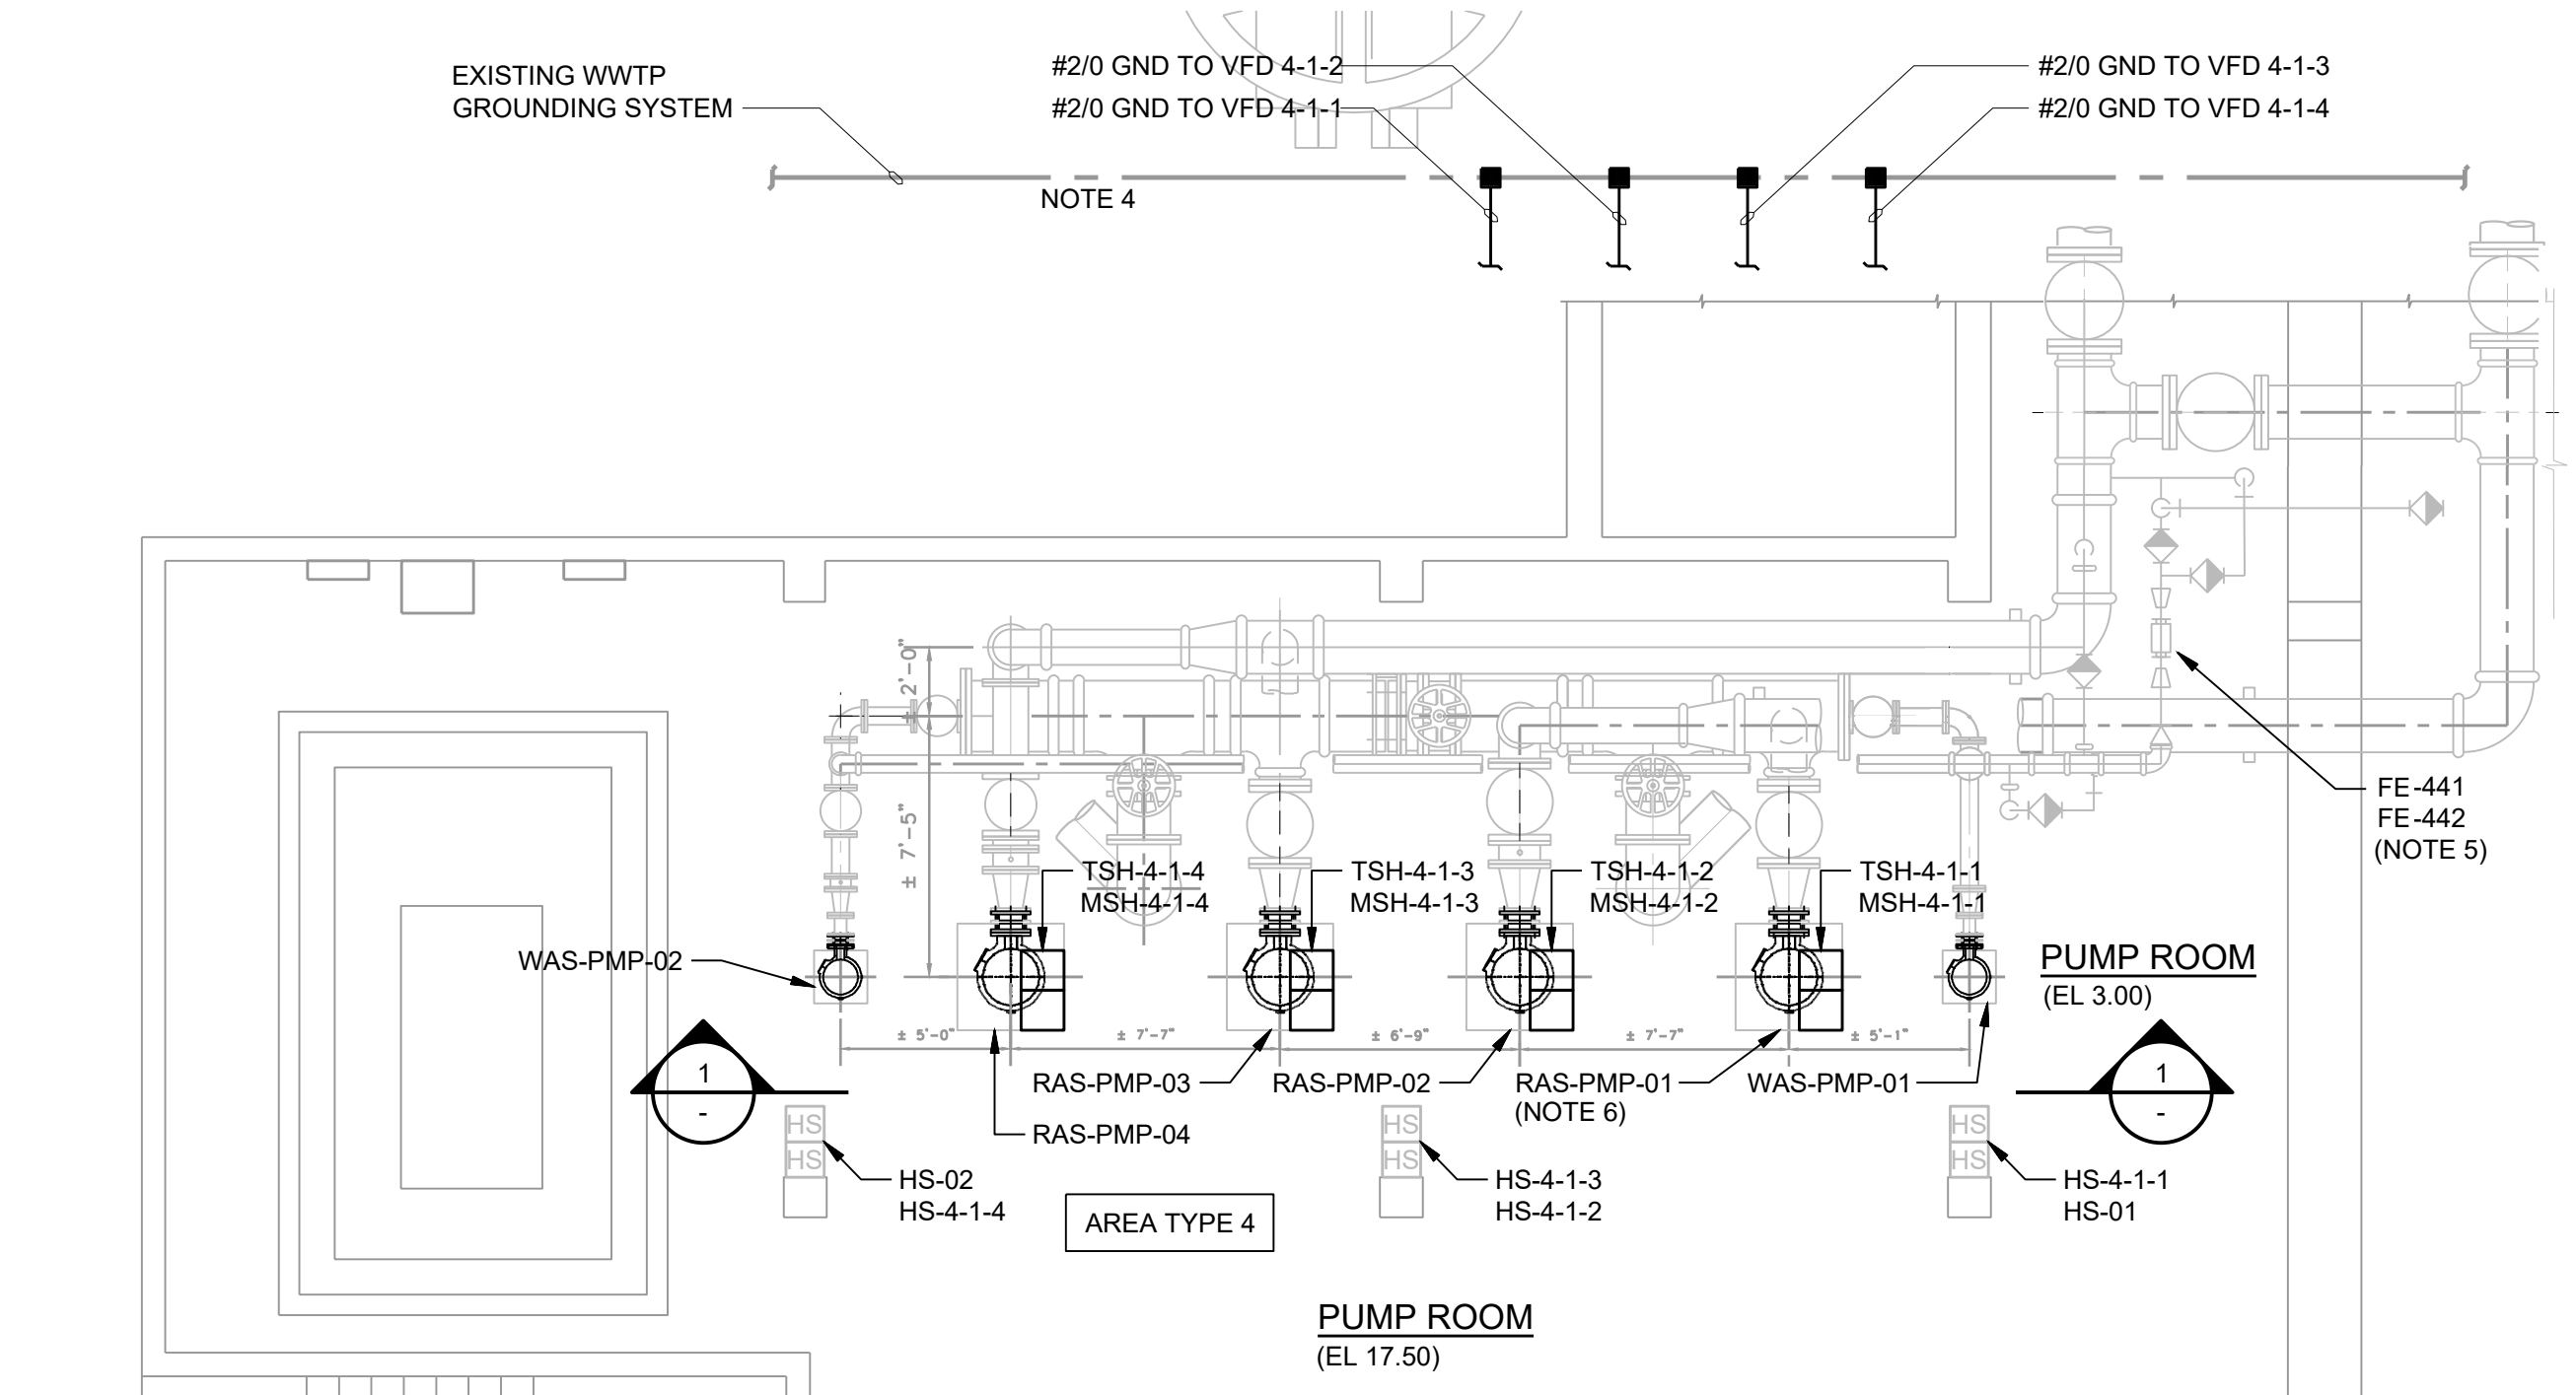 EXISTING WWTP
GROUNDING SYSTEM
#2/0 GND TO VFD 4-1-2
#2/0 GND TO VFD 4-1-1
#2/0 GND TO VFD 4-1-3
#2/0 GND TO VFD 4-1-4
NOTE 4
± 2'-0"
± 7'-5"
FE-441
FE-442
(NOTE 5)
TSH-4-1-4
MSH-4-1-4
TSH-4-1-3
MSH-4-1-3
TSH-4-1-2
MSH-4-1-2
TSH-4-1-1
MSH-4-1-1
WAS-PMP-02
PUMP ROOM
(EL 3.00)
± 5'-0"
± 7'-7"
± 6'-9"
± 7'-7"
± 5'-1"
RAS-PMP-03
RAS-PMP-02
RAS-PMP-01
(NOTE 6)
WAS-PMP-01
RAS-PMP-04
1
-
1
-
HS
HS
HS
HS
HS
HS
HS-02
HS-4-1-4
HS-4-1-3
HS-4-1-2
HS-4-1-1
HS-01
AREA TYPE 4
PUMP ROOM
(EL 17.50)